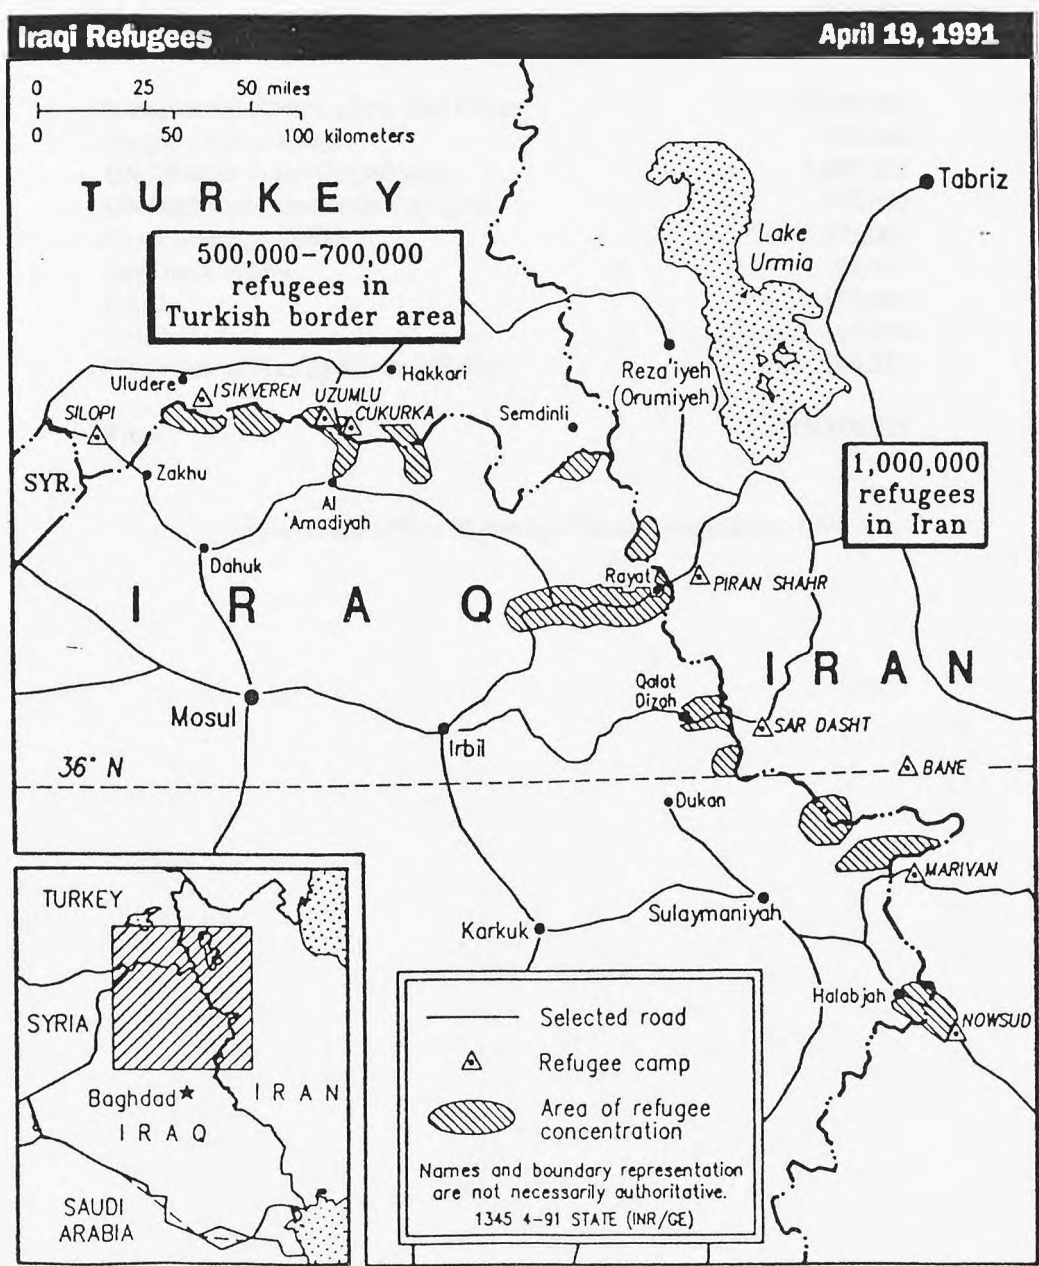 Iraqi Refugees April 19, 1991
0 25 50 miles
0 50 100 kilometers
TURKEY
500,000-700,000
refugees in
Turkish border area
Tabriz
Lake
Urmia
Reza'iyeh
(Orumiyeh)
Hakkari
Uludere
ISIKVEREN
UZUMLU
CUKURKA
SILOPI
Semdinli
1,000,000
refugees
in Iran
SYR.
Zakhu
Al
'Amadiyah
Dahuk
Rayat
PIRAN SHAHR
IRAQ
IRAN
Qalat
Dizah
Mosul
Irbil
SAR DASHT
36° N
BANE
Dukan
MARIVAN
Sulaymaniyah
Karkuk
Halabjah
NOWSUD
TURKEY
SYRIA
Baghdad
IRAN
IRAQ
SAUDI
ARABIA
Selected road
Refugee camp
Area of refugee
concentration
Names and boundary representation
are not necessarily authoritative.
1345 4-91 STATE (INR/GE)